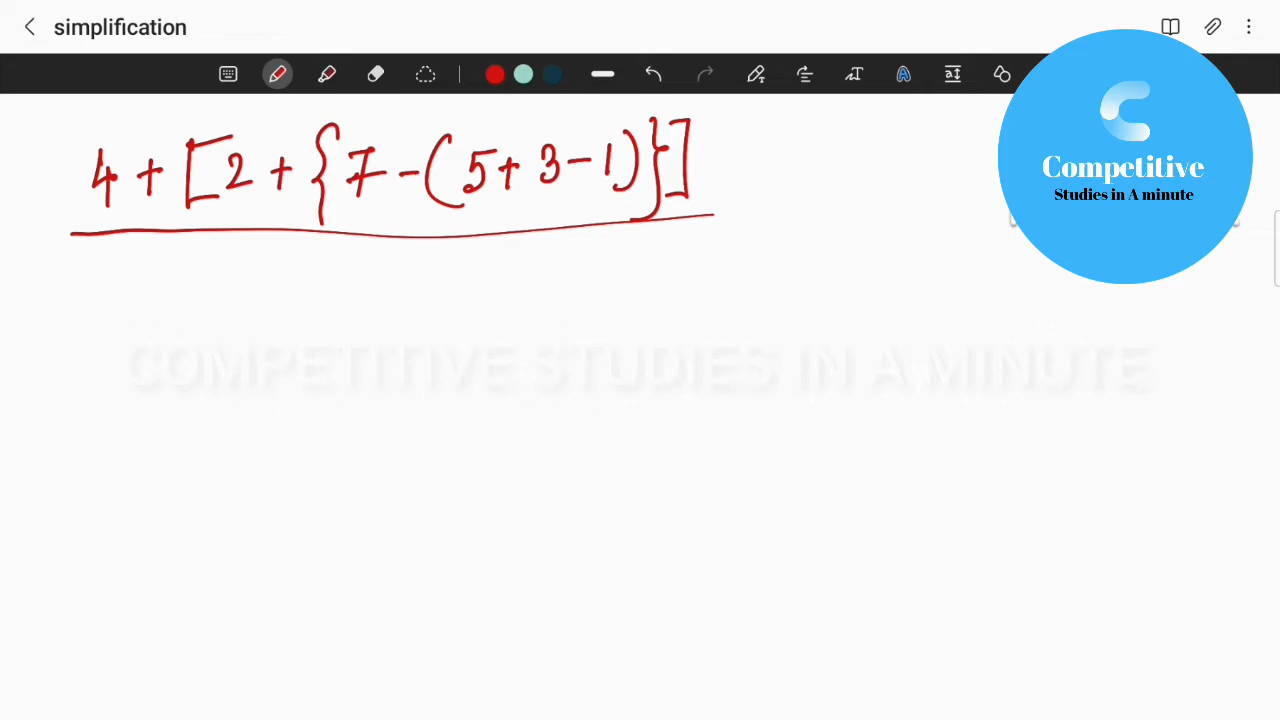 simplification
Competitive
Studies in A minute
4+[2+{7-(5+3-1)}]
COMPETITIVE STUDIES IN A MINUTE